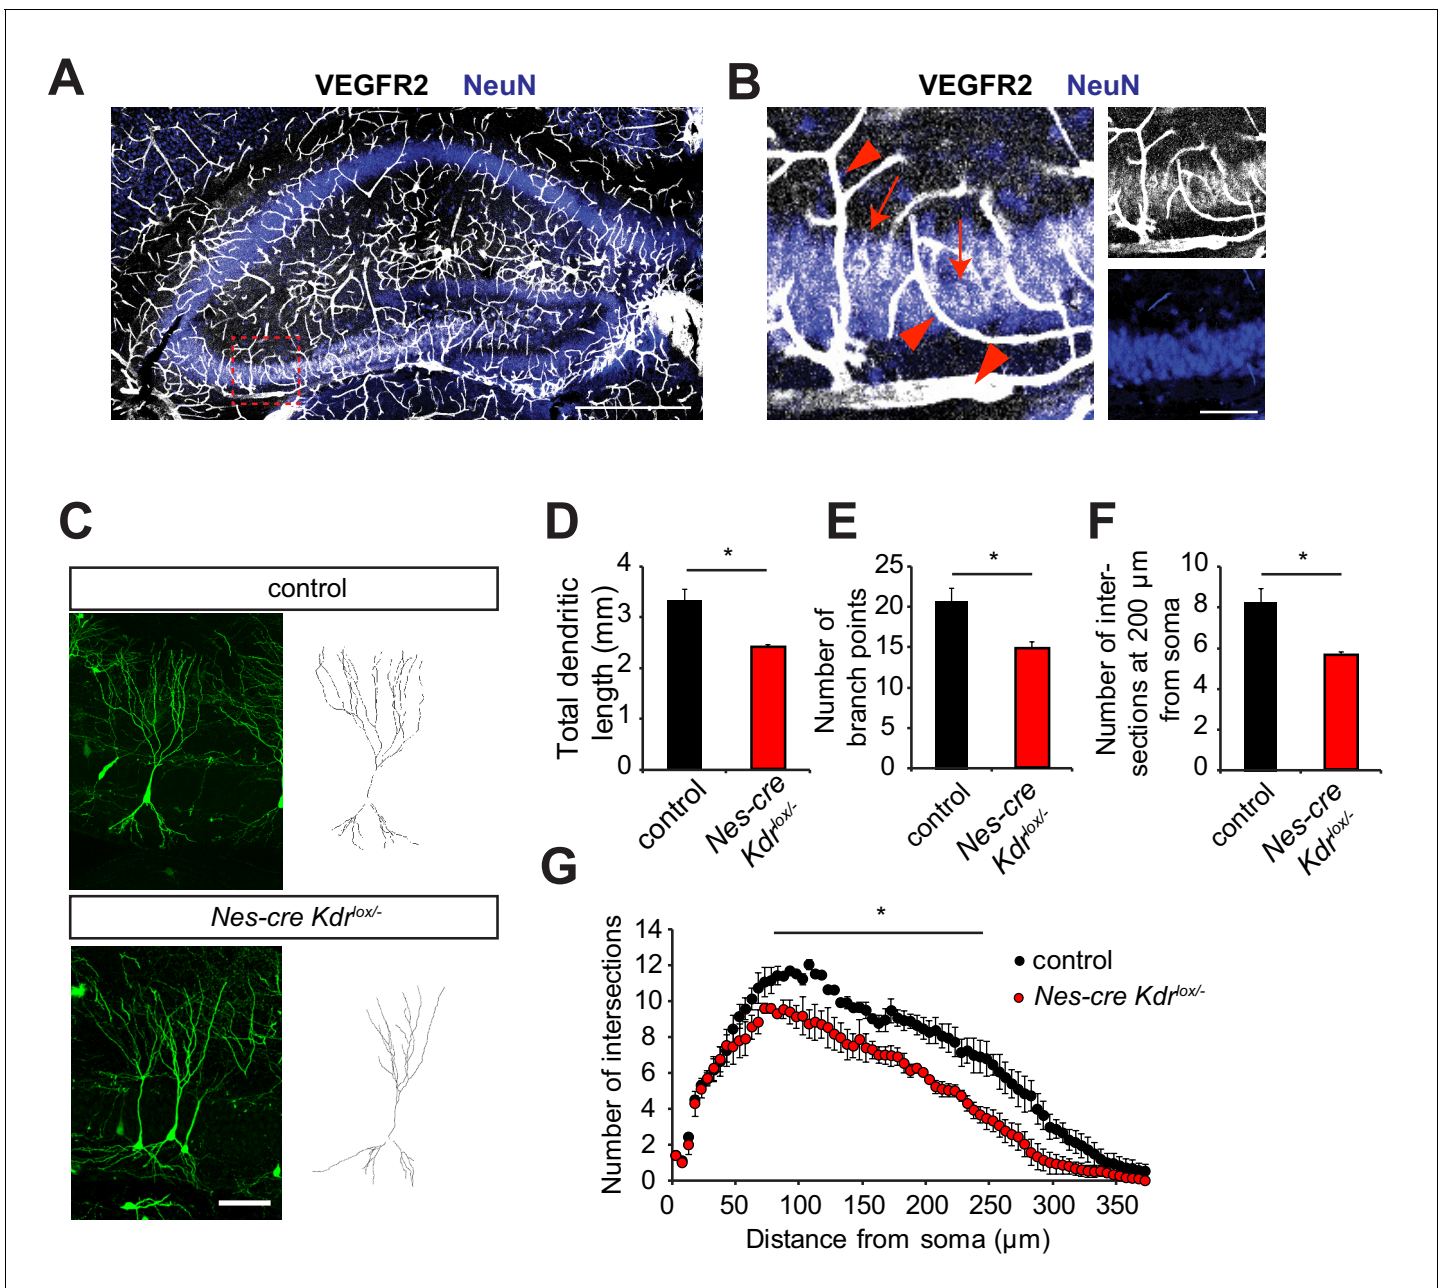 A
VEGFR2 NeuN
B
VEGFR2 NeuN
C
control
Nes-cre Kdrlox/-
D
*
Total dendritic
length (mm)
4
3
2
1
0
control
Nes-cre
Kdrlox/-
E
*
Number of
branch points
25
20
15
10
5
0
control
Nes-cre
Kdrlox/-
F
*
Number of inter-
sections at 200 µm
from soma
10
8
6
4
2
0
control
Nes-cre
Kdrlox/-
G
*
Number of intersections
14
12
10
8
6
4
2
0
control
Nes-cre Kdrlox/-
0 50 100 150 200 250 300 350
Distance from soma (µm)